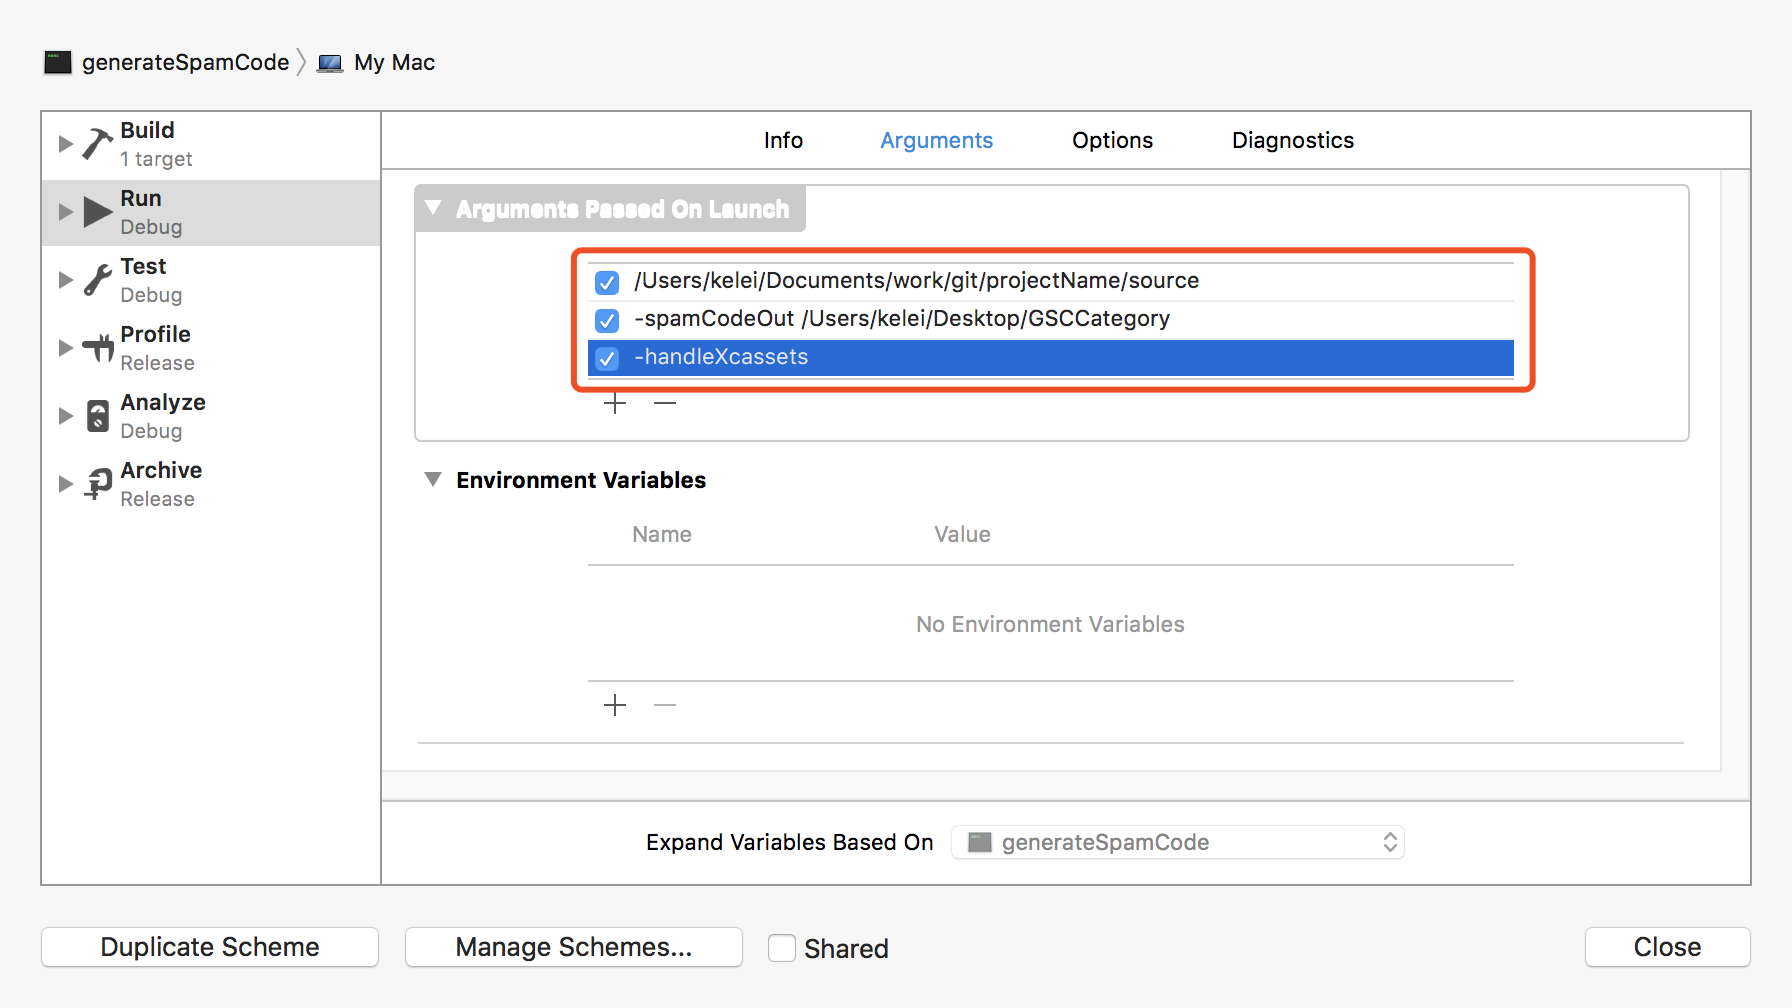 generateSpamCode My Mac
Build
1 target
Run
Debug
Test
Debug
Profile
Release
Analyze
Debug
Archive
Release
Info Arguments Options Diagnostics
Arguments Passed On Launch
/Users/kelei/Documents/work/git/projectName/source
-spamCodeOut /Users/kelei/Desktop/GSCCategory
-handleXcassets
Environment Variables
Name Value
No Environment Variables
Expand Variables Based On generateSpamCode
Duplicate Scheme Manage Schemes... Shared Close